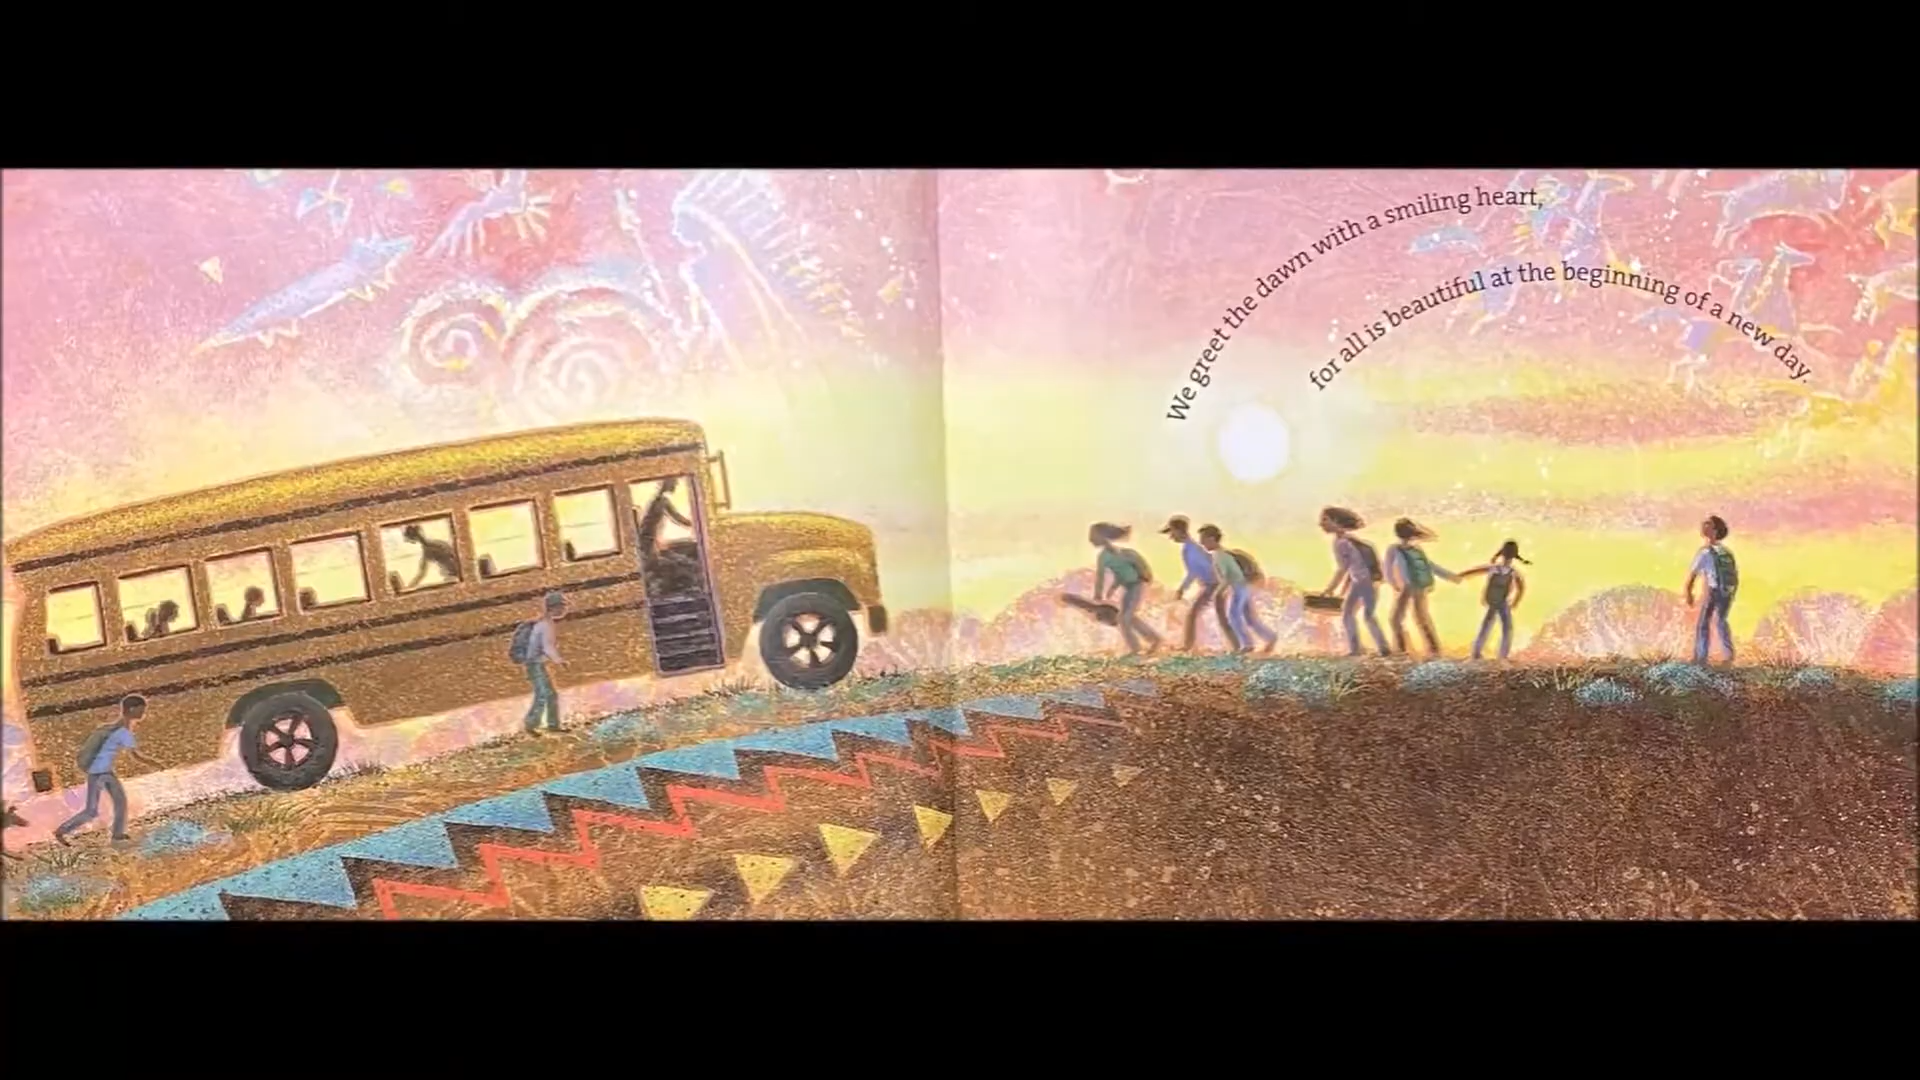 We greet the dawn with a smiling heart,
for all is beautiful at the beginning of a new day.